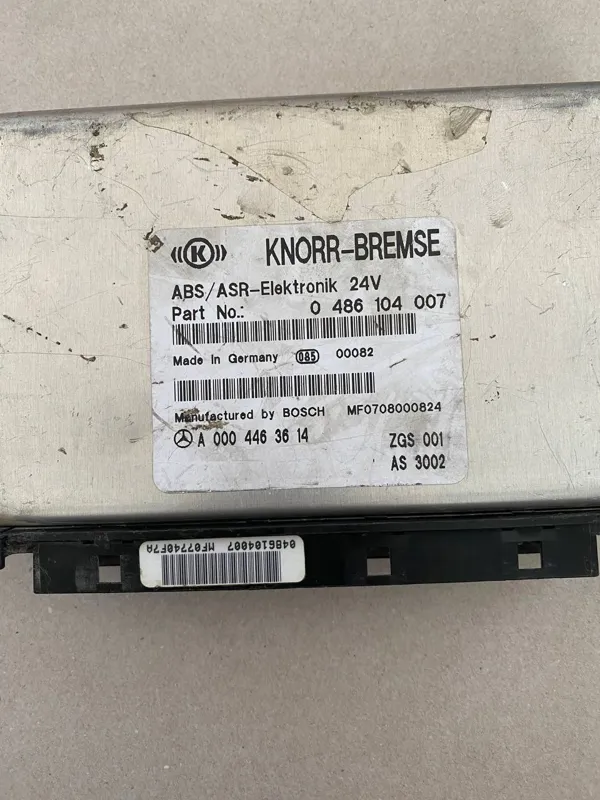 K KNORR-BREMSE
ABS/ASR-Elektronik 24V
Part No.: 0 486 104 007
Made in Germany 085 00082
Manufactured by BOSCH MF0708000824
A 000 446 36 14 ZGS 001
AS 3002
0486104007 MF07740F7A